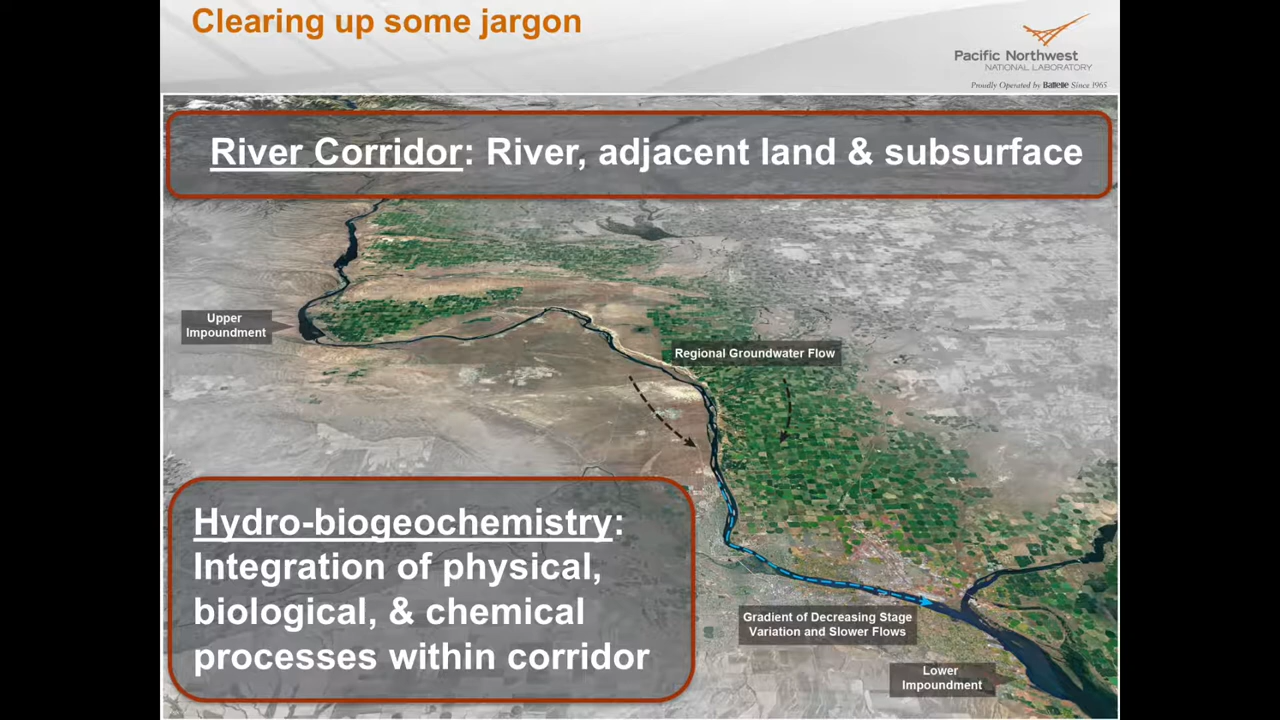 Clearing up some jargon
Pacific Northwest
NATIONAL LABORATORY
Proudly Operated by Battelle Since 1965
River Corridor: River, adjacent land & subsurface
Upper
Impoundment
Regional Groundwater Flow
Hydro-biogeochemistry:
Integration of physical,
biological, & chemical
processes within corridor
Gradient of Decreasing Stage
Variation and Slower Flows
Lower
Impoundment